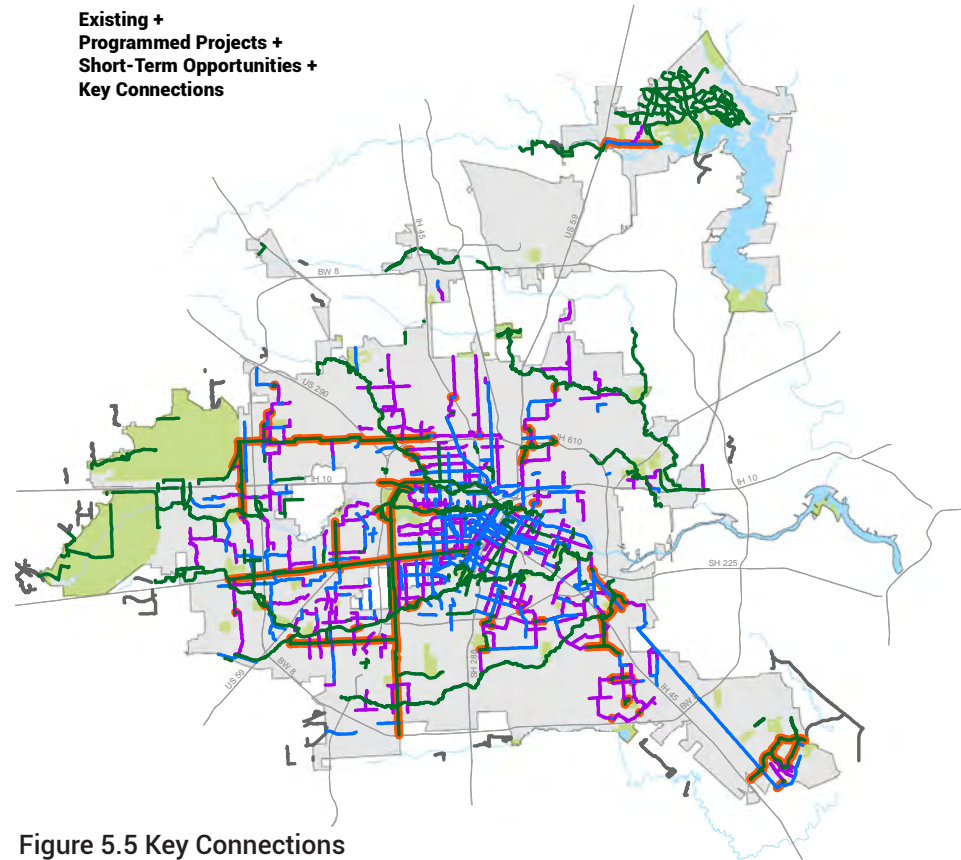 Existing +
Programmed Projects +
Short-Term Opportunities +
Key Connections
IH 45
US 59
BW 8
US 290
IH 610
IH 10
IH 10
SH 225
SH 288
US 59
BW 8
IH 45
BW
Figure 5.5 Key Connections